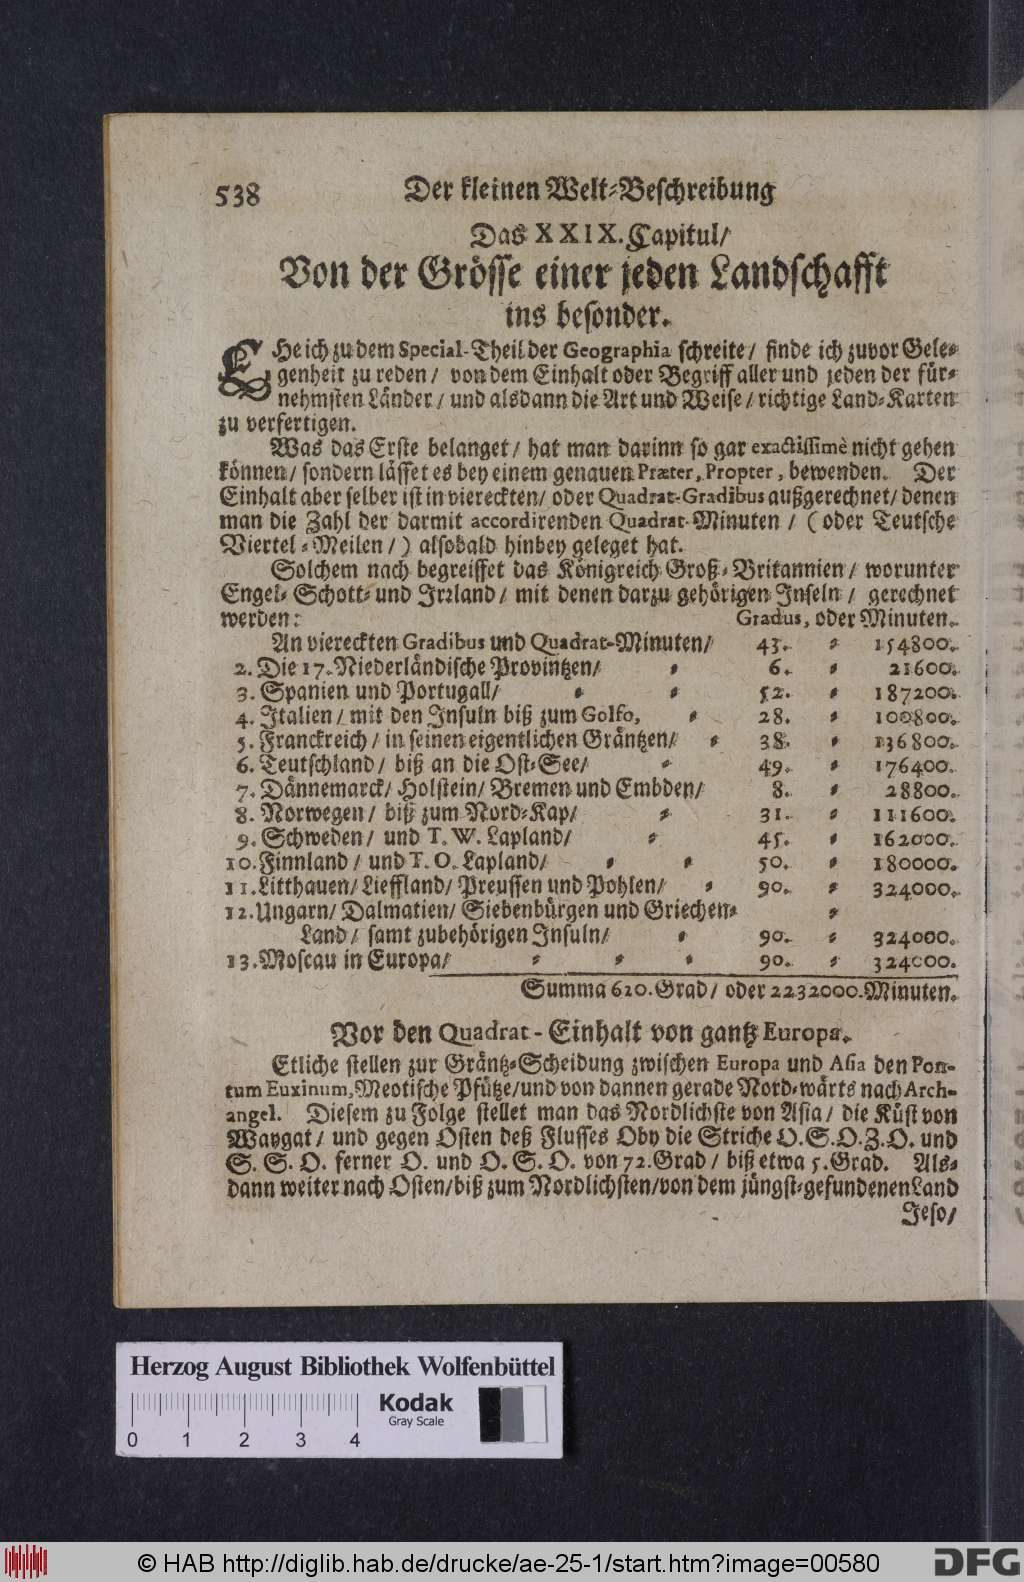 538 Der kleinen Welt-Beschreibung
Das XXIX. Capitul/
Von der Grösse einer jeden Landschafft
ins besonder.
EHe ich zu dem Special-Theil der Geographia schreite/ finde ich zuvor Gele-
genheit zu reden/ von dem Einhalt oder Begriff aller und jeden der für-
nehmsten Länder/ und alsdann die Art und Weise/ richtige Land-Karten
zu verfertigen.
Was das Erste belanget/ hat man darinn so gar exactissimè nicht gehen
können/ sondern lässet es bey einem genauen Præter, Propter, bewenden. Der
Einhalt aber selber ist in viereckten/ oder Quadrat-Gradibus außgerechnet/ denen
man die Zahl der darmit accordirenden Quadrat-Minuten/ (oder Teutsche
Viertel-Meilen/) alsobald hinbey geleget hat.
Solchem nach begreiffet das Königreich Groß-Britannien/ worunter
Engel- Schott- und Irrland/ mit denen darzu gehörigen Inseln/ gerechnet
werden: Gradus, oder Minuten.
An viereckten Gradibus und Quadrat-Minuten/ 43. - 154800.
2. Die 17. Niederländische Provintzen/ - 6. - 21600.
3. Spanien und Portugall/ - - 52. - 187200.
4. Italien/ mit den Insuln biß zum Golfo, - 28. - 100800.
5. Franckreich/ in seinen eigentlichen Gräntzen/ - 38. - 136800.
6. Teutschland/ biß an die Ost-See/ - 49. - 176400.
7. Dännemarck/ Holstein/ Bremen und Embden/ 8. - 28800.
8. Norwegen/ biß zum Nord-Kap/ - 31. - 111600.
9. Schweden/ und T. W. Lapland/ - 45. - 162000.
10. Finnland/ und T. O. Lapland/ - - 50. - 180000.
11. Litthauen/ Lieffland/ Preussen und Pohlen/ - 90. - 324000.
12. Ungarn/ Dalmatien/ Siebenbürgen und Griechen- -
Land/ samt zubehörigen Insuln/ - 90. - 324000.
13. Moscau in Europa/ - - - 90. - 324000.
Summa 620. Grad/ oder 2232000. Minuten.
Vor den Quadrat-Einhalt von gantz Europa.
Etliche stellen zur Gräntz-Scheidung zwischen Europa und Asia den Pon-
tum Euxinum, Meotische Pfütze/ und von dannen gerade Nord-wärts nach Arch-
angel. Diesem zu Folge stellet man das Nordlichste von Asia/ die Küst von
Waygat/ und gegen Osten deß Flusses Oby die Striche O. S. O. Z. O. und
S. S. O. ferner O. und O. S. O. von 72. Grad/ biß etwa 5. Grad. Als-
dann weiter nach Osten/ biß zum Nordlichsten/ von dem jüngst-gefundenen Land
Jeso/
Herzog August Bibliothek Wolfenbüttel
Kodak
Gray Scale
0 1 2 3 4
© HAB http://diglib.hab.de/drucke/ae-25-1/start.htm?image=00580
DFG